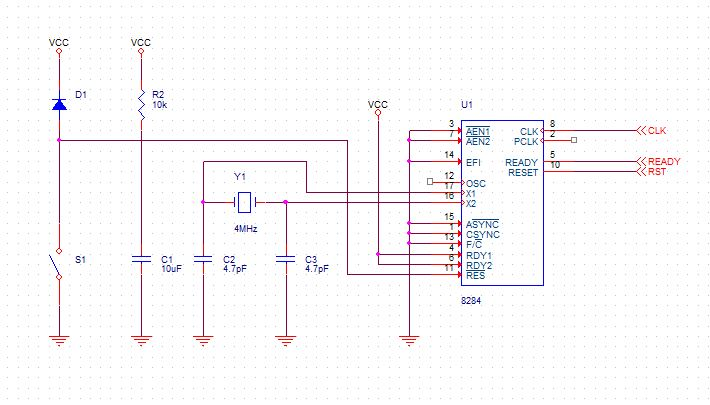 VCC
VCC
D1
R2
10k
VCC
U1
3
AEN1
7
AEN2
14
EFI
12
OSC
17
X1
16
X2
15
ASYNC
1
CSYNC
13
F/C
4
RDY1
6
RDY2
11
RES
CLK
8
PCLK
2
READY
5
RESET
10
8284
CLK
READY
RST
Y1
4MHz
S1
C1
10uF
C2
4.7pF
C3
4.7pF